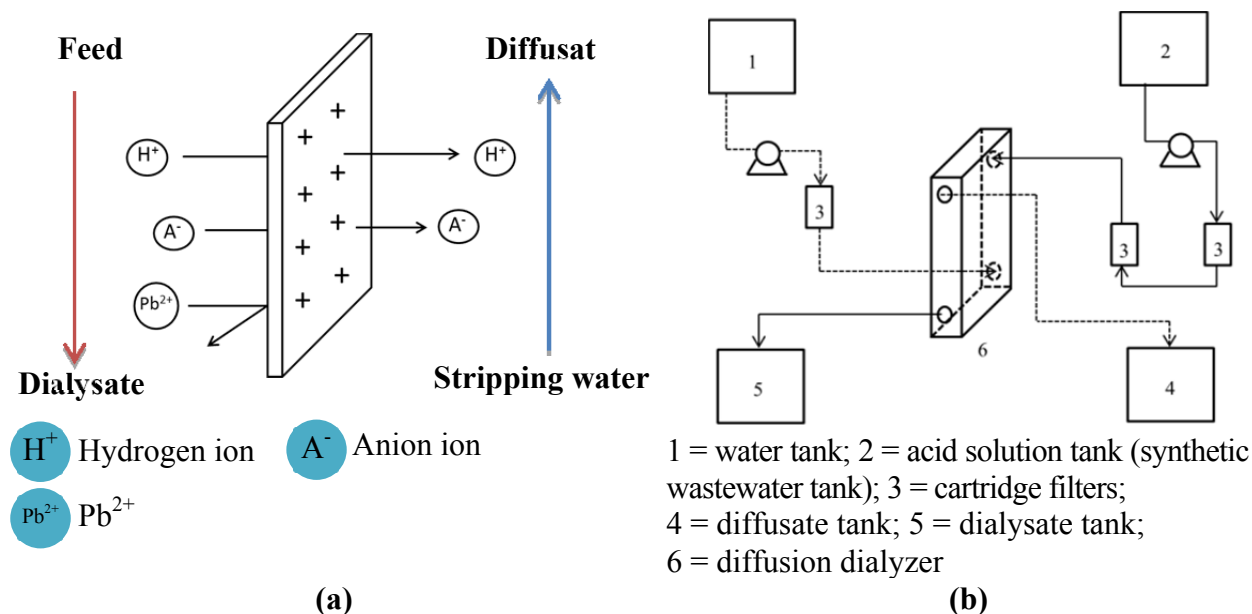 Feed
Diffusat
H⁺
H⁺
A⁻
A⁻
Pb²⁺
+
+
+
+
+
+
+
+
Dialysate
Stripping water
H⁺ Hydrogen ion
A⁻ Anion ion
Pb²⁺ Pb²⁺
(a)
1
2
3
3
3
6
5
4
1 = water tank; 2 = acid solution tank (synthetic
wastewater tank); 3 = cartridge filters;
4 = diffusate tank; 5 = dialysate tank;
6 = diffusion dialyzer
(b)